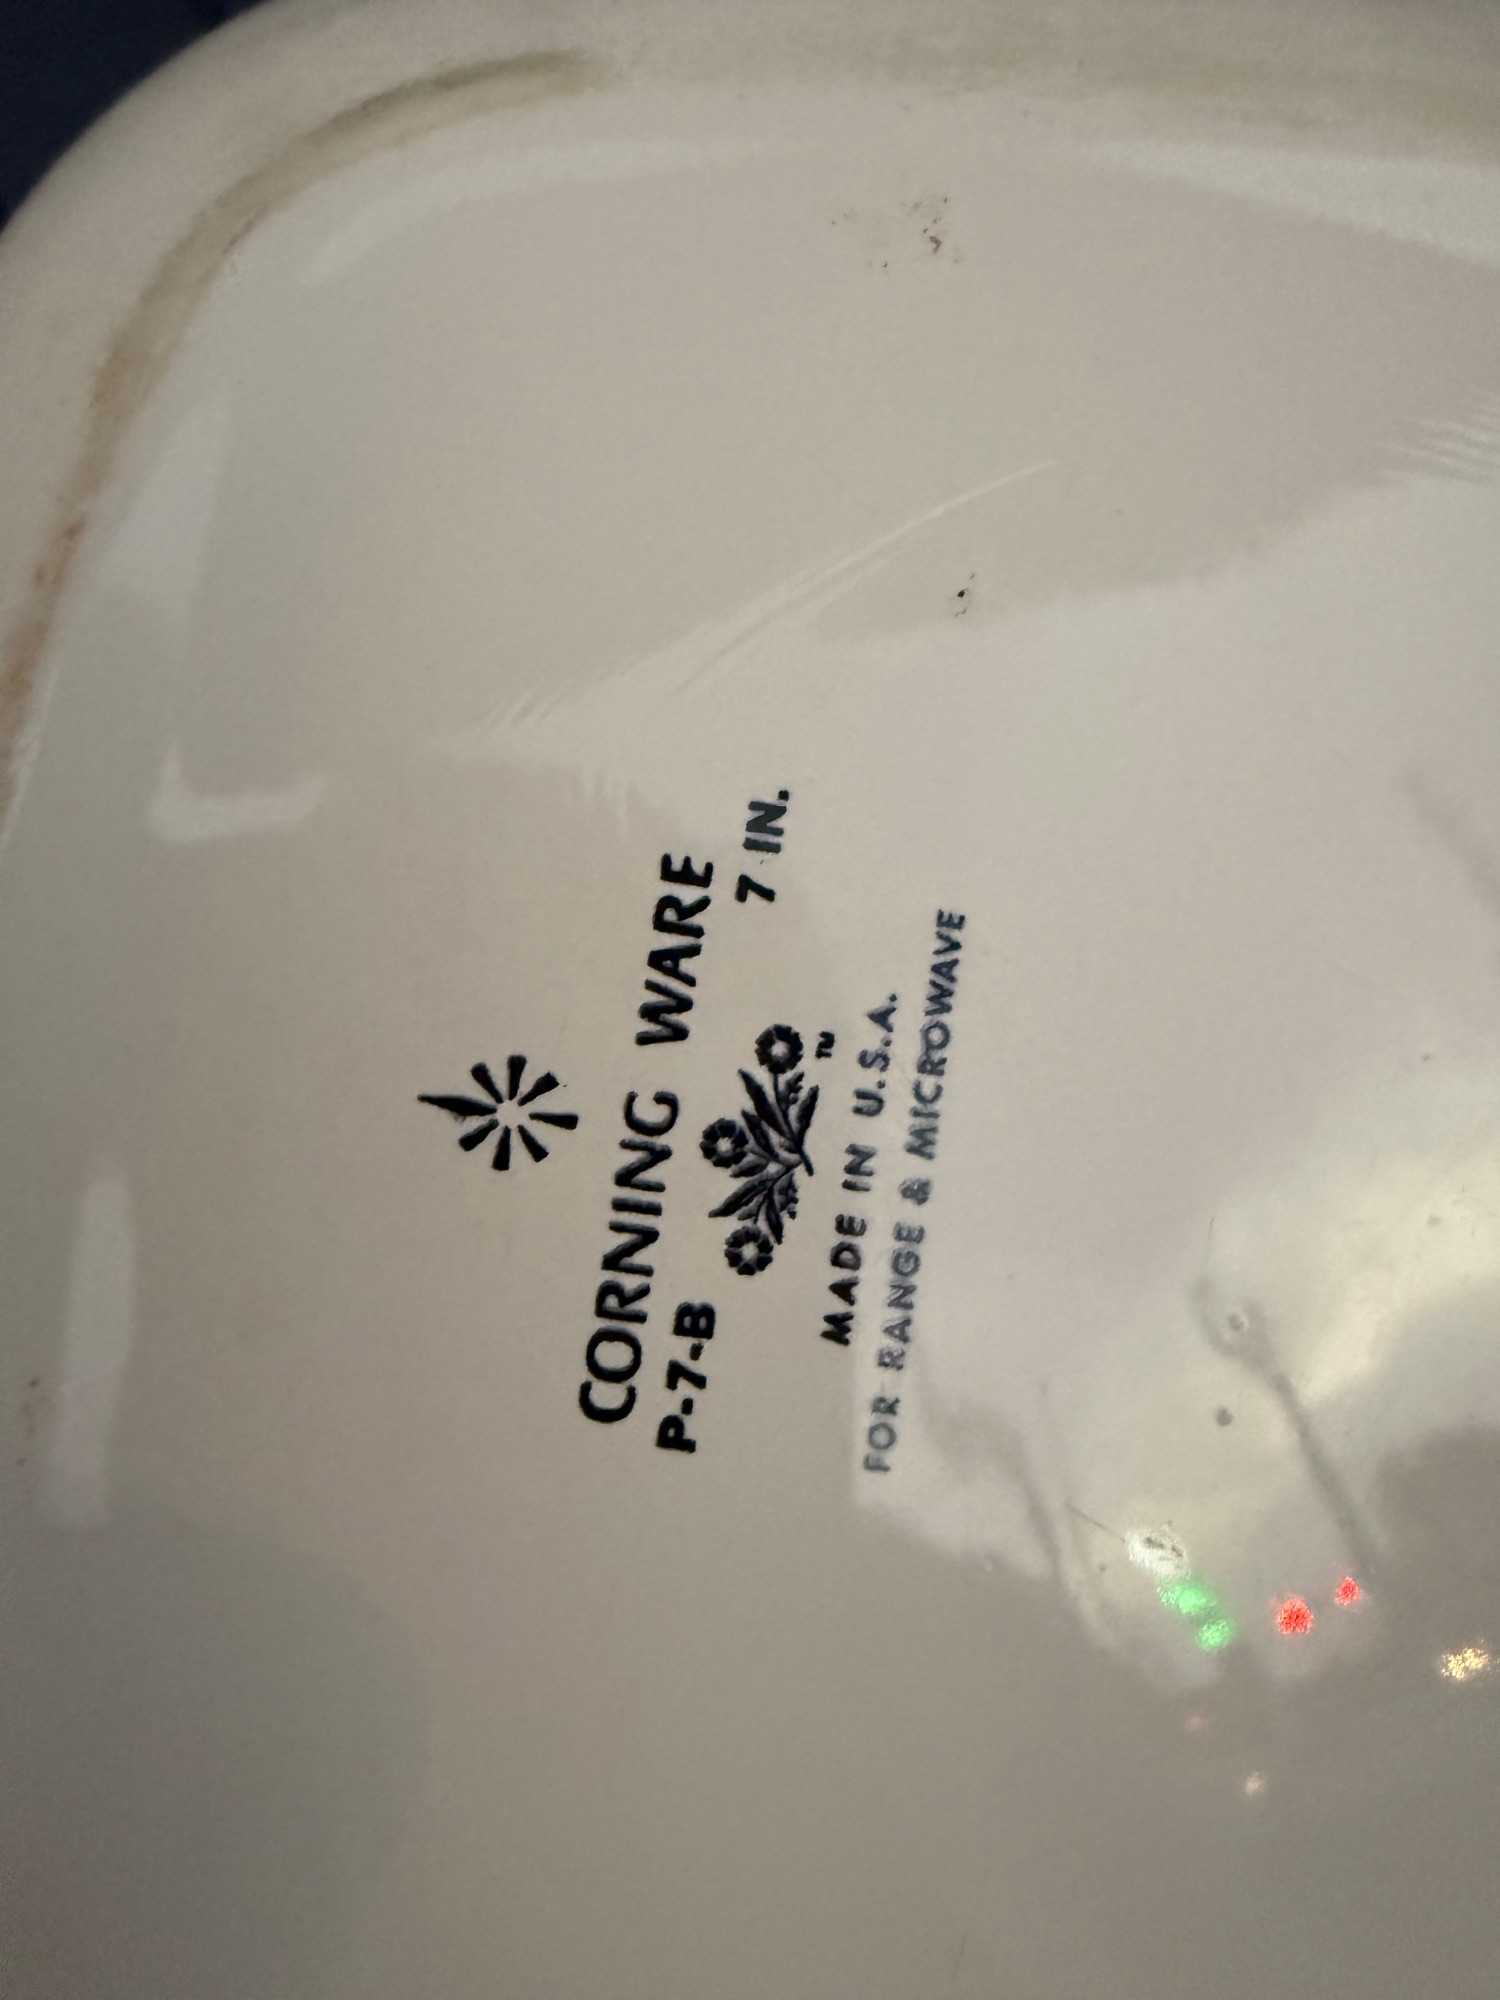 CORNING WARE
P-7-B 7 IN.
TM
MADE IN U.S.A.
FOR RANGE & MICROWAVE